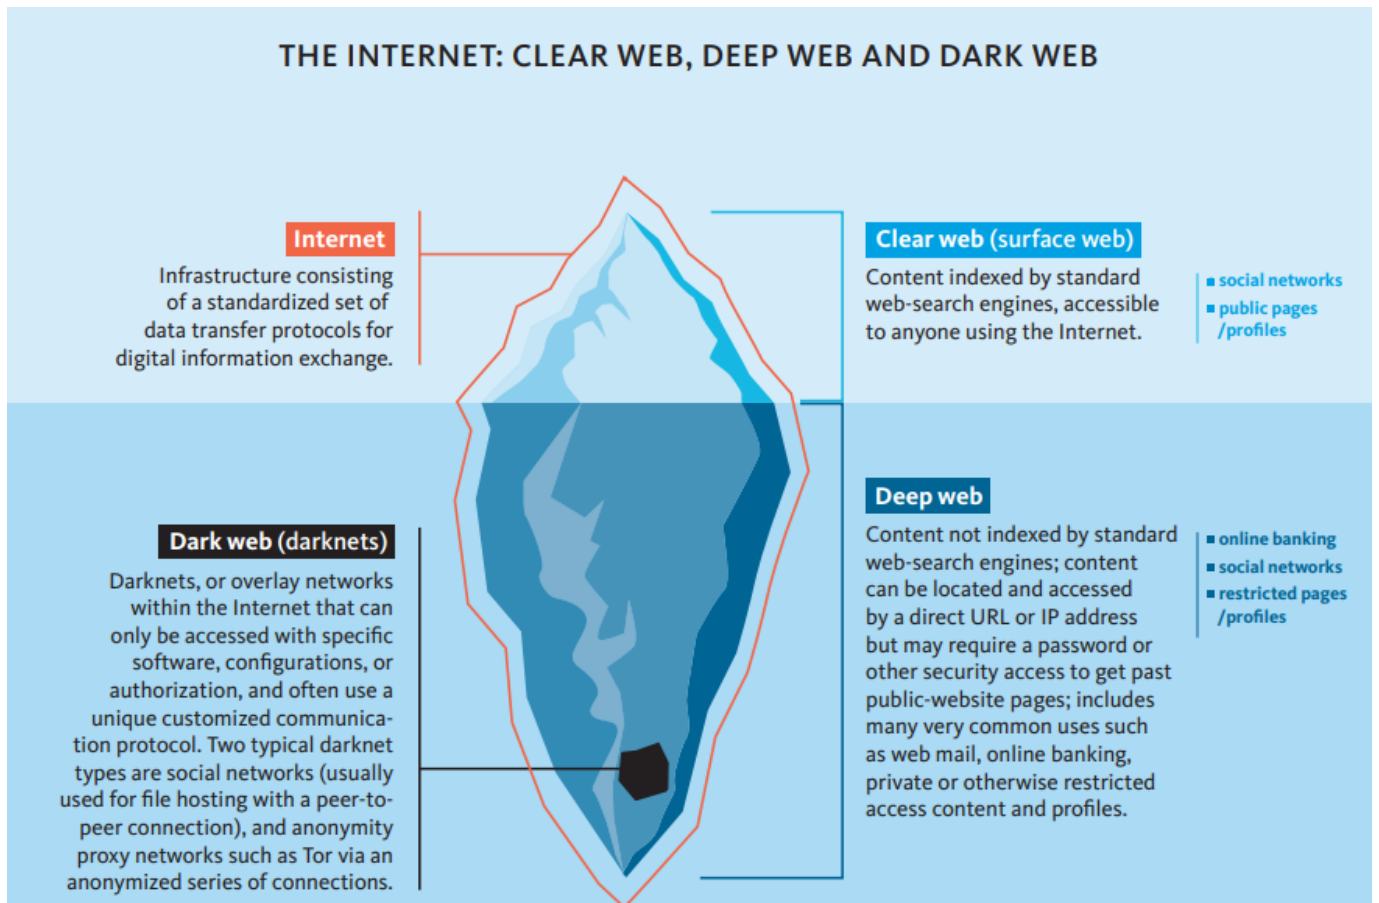 THE INTERNET: CLEAR WEB, DEEP WEB AND DARK WEB
Internet
Infrastructure consisting
of a standardized set of
data transfer protocols for
digital information exchange.
Clear web (surface web)
Content indexed by standard
web-search engines, accessible
to anyone using the Internet.
social networks
public pages
/profiles
Dark web (darknets)
Darknets, or overlay networks
within the Internet that can
only be accessed with specific
software, configurations, or
authorization, and often use a
unique customized communica-
tion protocol. Two typical darknet
types are social networks (usually
used for file hosting with a peer-to-
peer connection), and anonymity
proxy networks such as Tor via an
anonymized series of connections.
Deep web
Content not indexed by standard
web-search engines; content
can be located and accessed
by a direct URL or IP address
but may require a password or
other security access to get past
public-website pages; includes
many very common uses such
as web mail, online banking,
private or otherwise restricted
access content and profiles.
online banking
social networks
restricted pages
/profiles